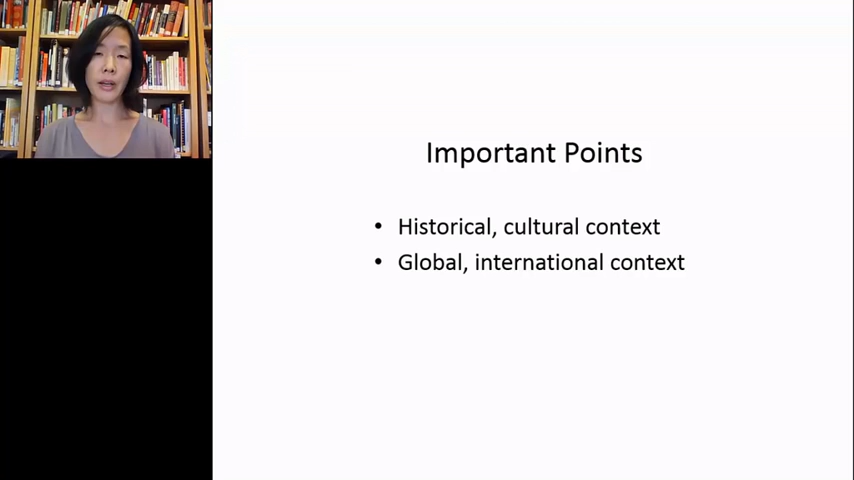 Important Points
• Historical, cultural context
• Global, international context